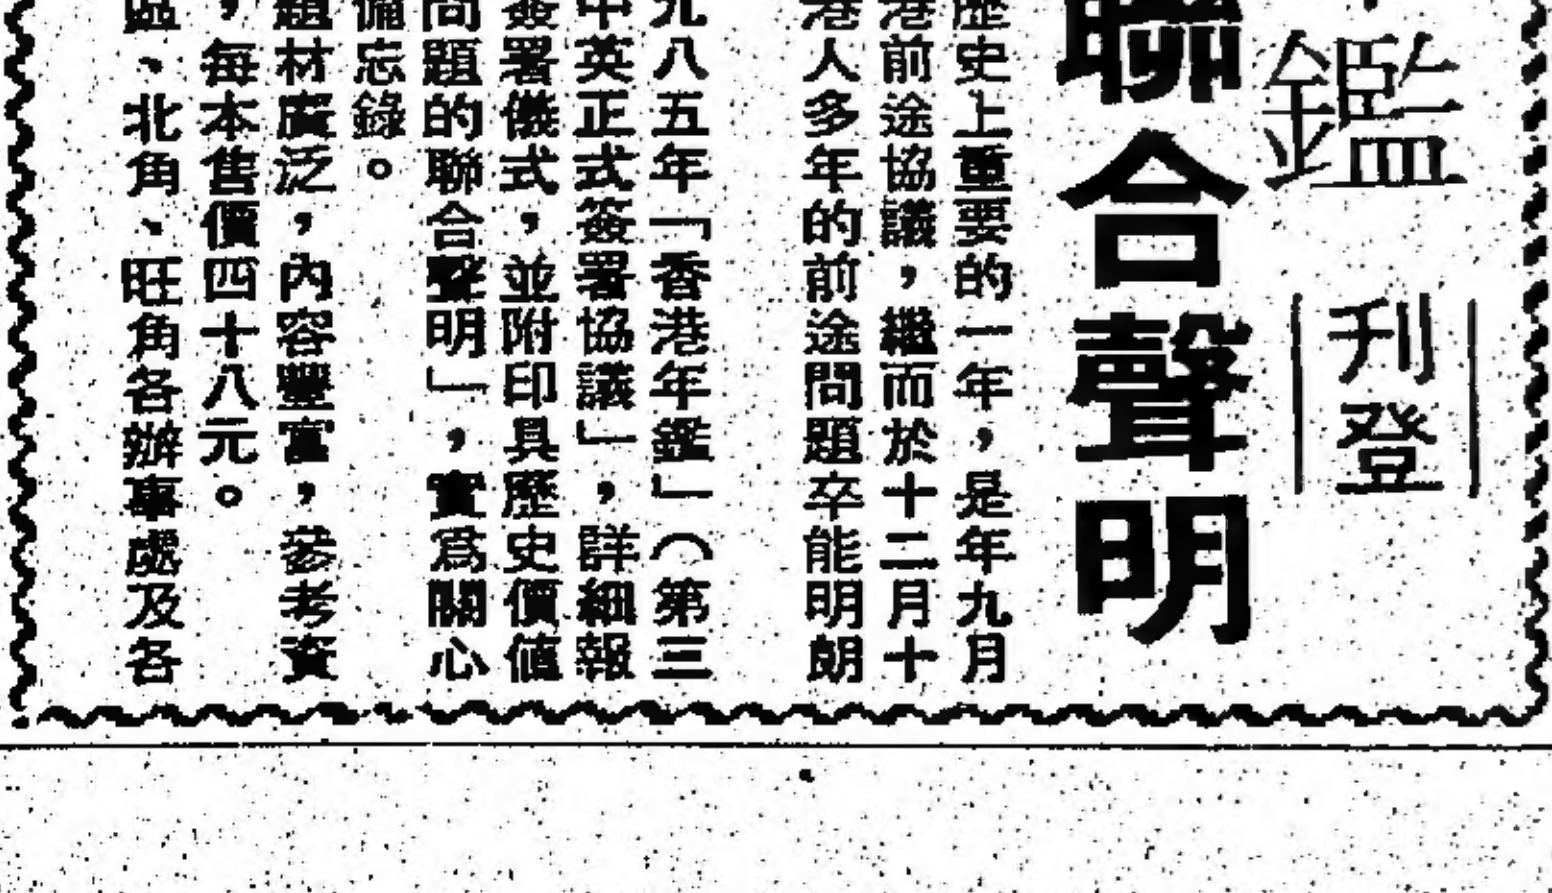 鑑
刊登
聯合聲明
歷史上重要的一年，是年九月
港前途協議，繼而於十二月十
港人多年的前途問題卒能明朗
九八五年「香港年鑑」（第三
中英正式簽署協議」，詳細報
簽署儀式，並附印具歷史價值
問題的聯合聲明」，實爲關心
備忘錄。
題材廣泛，內容豐富，參考資
，每本售價四十八元。
區、北角、旺角各辦事處及各